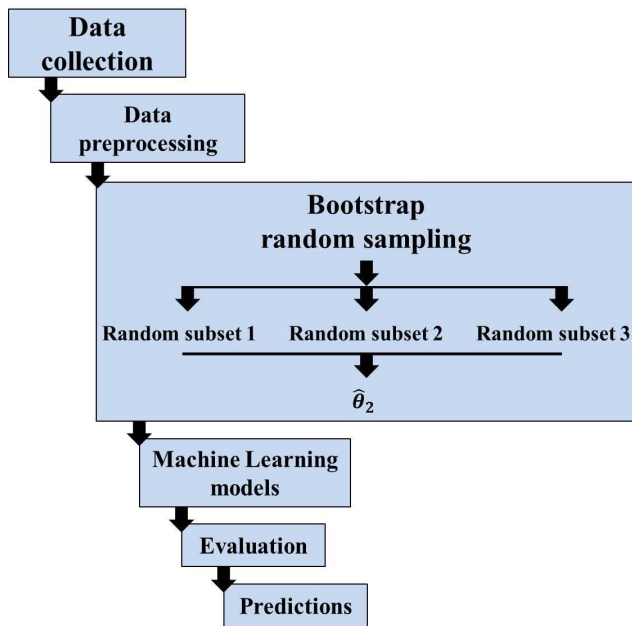 Data
collection
Data
preprocessing
Bootstrap
random sampling
Random subset 1 Random subset 2 Random subset 3
θ̂₂
Machine Learning
models
Evaluation
Predictions